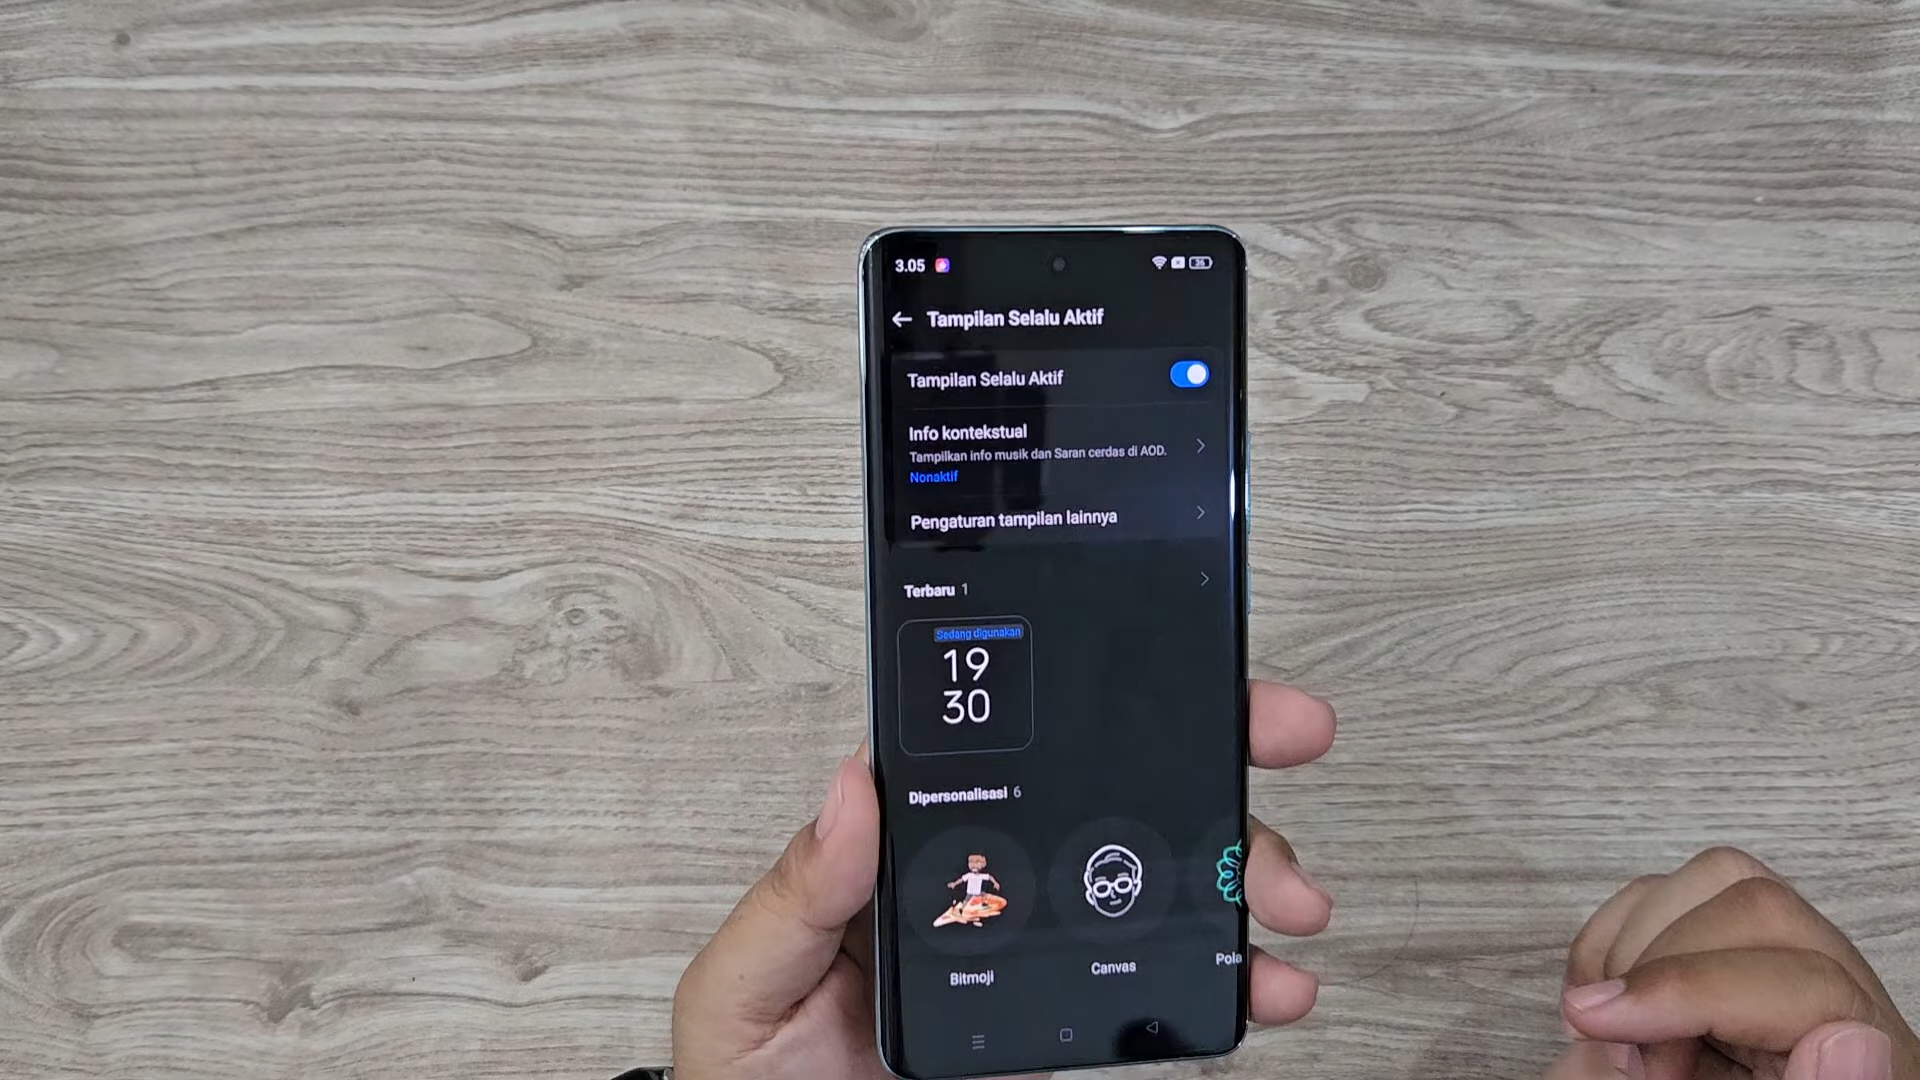 3.05
36
Tampilan Selalu Aktif
Tampilan Selalu Aktif
Info kontekstual
Tampilkan info musik dan Saran cerdas di AOD.
Nonaktif
Pengaturan tampilan lainnya
Terbaru 1
Sedang digunakan
19
30
Dipersonalisasi 6
Bitmoji
Canvas
Pola